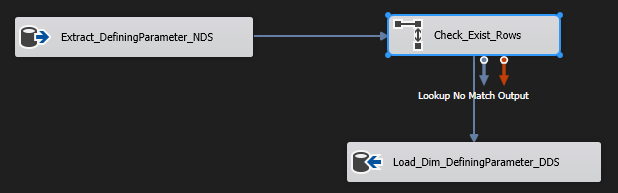 Extract_DefiningParameter_NDS
Check_Exist_Rows
Lookup No Match Output
Load_Dim_DefiningParameter_DDS